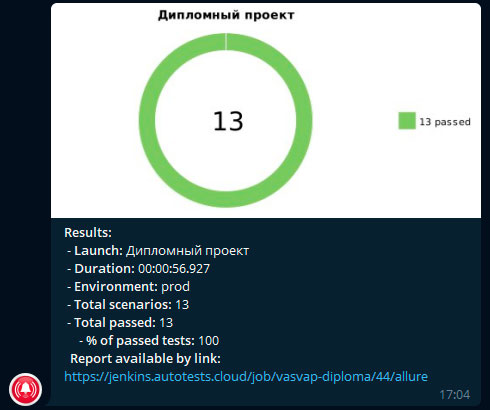 Дипломный проект
13
13 passed
Results:
- Launch: Дипломный проект
- Duration: 00:00:56.927
- Environment: prod
- Total scenarios: 13
- Total passed: 13
- % of passed tests: 100
Report available by link:
https://jenkins.autotests.cloud/job/vasvap-diploma/44/allure
17:04